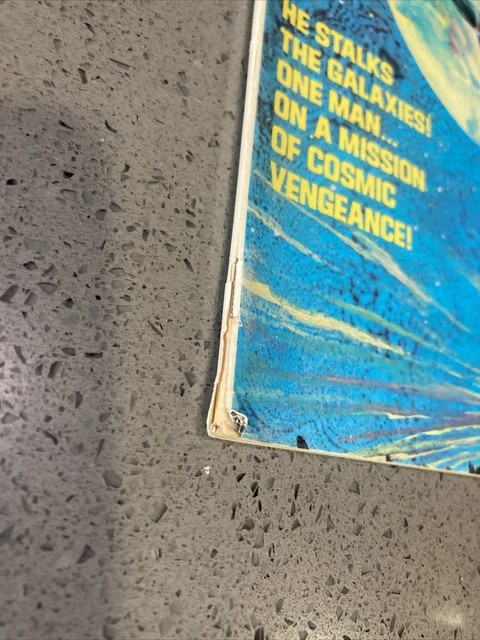 HE STALKS
THE GALAXIES!
ONE MAN...
ON A MISSION
OF COSMIC
VENGEANCE!